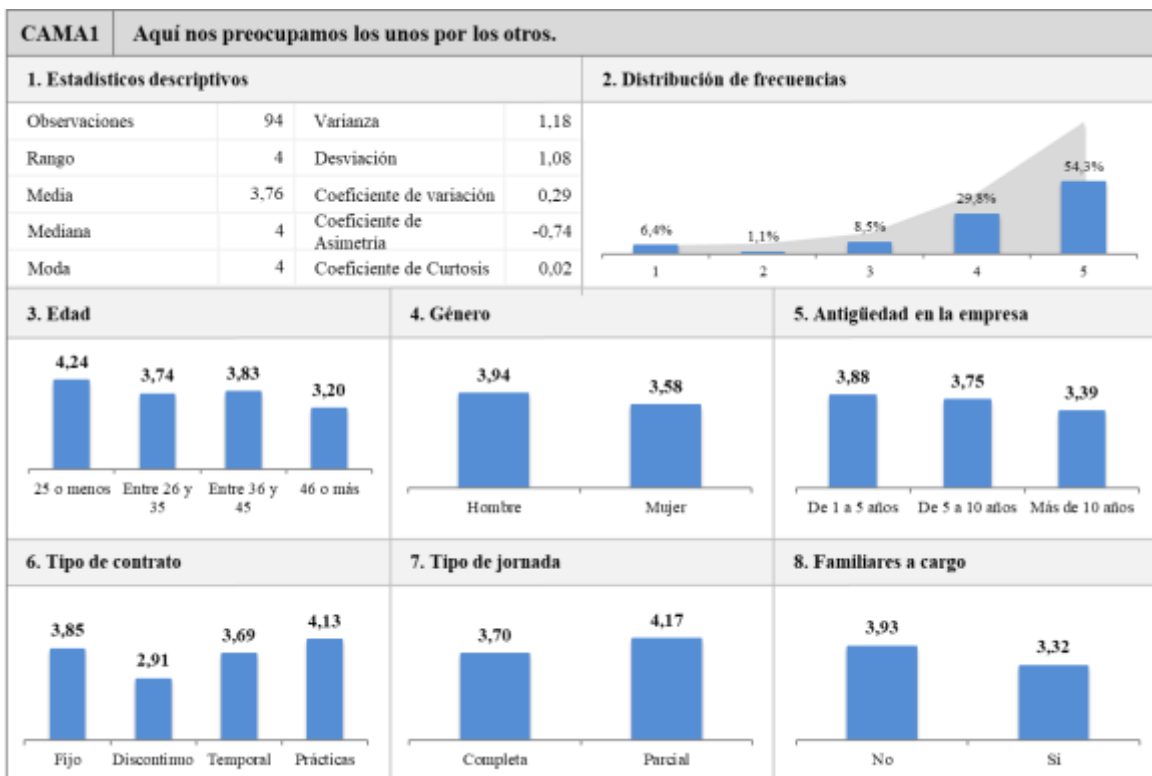 CAMA1 Aquí nos preocupamos los unos por los otros.
1. Estadísticos descriptivos
Observaciones 94 Varianza 1,18
Rango 4 Desviación 1,08
Media 3,76 Coeficiente de variación 0,29
Mediana 4 Coeficiente de Asimetría -0,74
Moda 4 Coeficiente de Curtosis 0,02
2. Distribución de frecuencias
6,4% 1,1% 8,5% 29,8% 54,3%
1 2 3 4 5
3. Edad
4,24 3,74 3,83 3,20
25 o menos Entre 26 y 35 Entre 36 y 45 46 o más
4. Género
3,94 3,58
Hombre Mujer
5. Antigüedad en la empresa
3,88 3,75 3,39
De 1 a 5 años De 5 a 10 años Más de 10 años
6. Tipo de contrato
3,85 2,91 3,69 4,13
Fijo Discontinuo Temporal Prácticas
7. Tipo de jornada
3,70 4,17
Completa Parcial
8. Familiares a cargo
3,93 3,32
No Sí